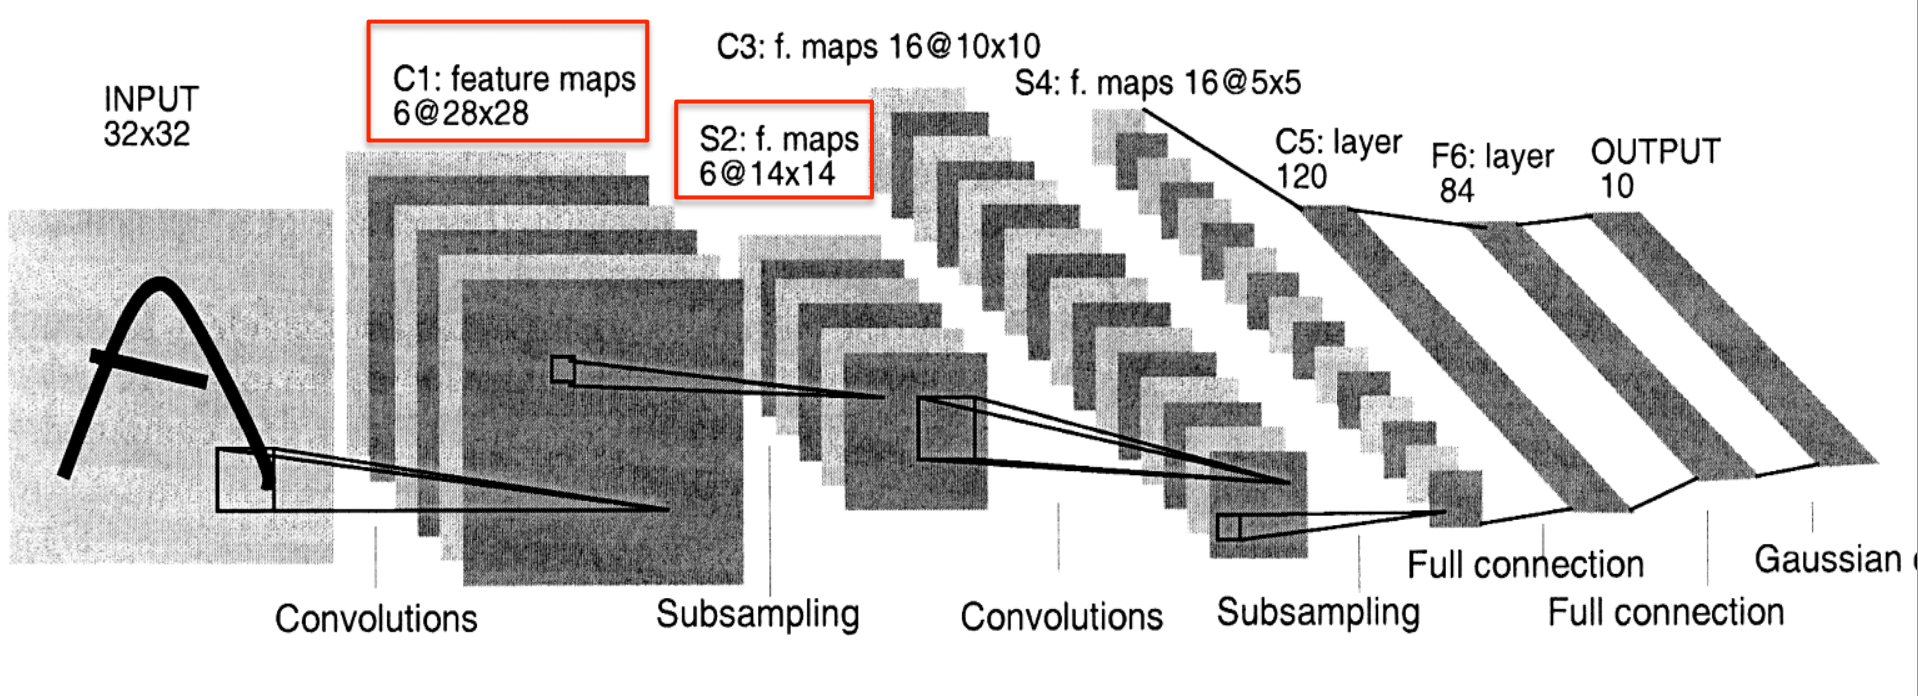 INPUT
32x32
C1: feature maps
6@28x28
S2: f. maps
6@14x14
C3: f. maps 16@10x10
S4: f. maps 16@5x5
C5: layer
120
F6: layer
84
OUTPUT
10
Convolutions
Subsampling
Convolutions
Subsampling
Full connection
Full connection
Gaussian